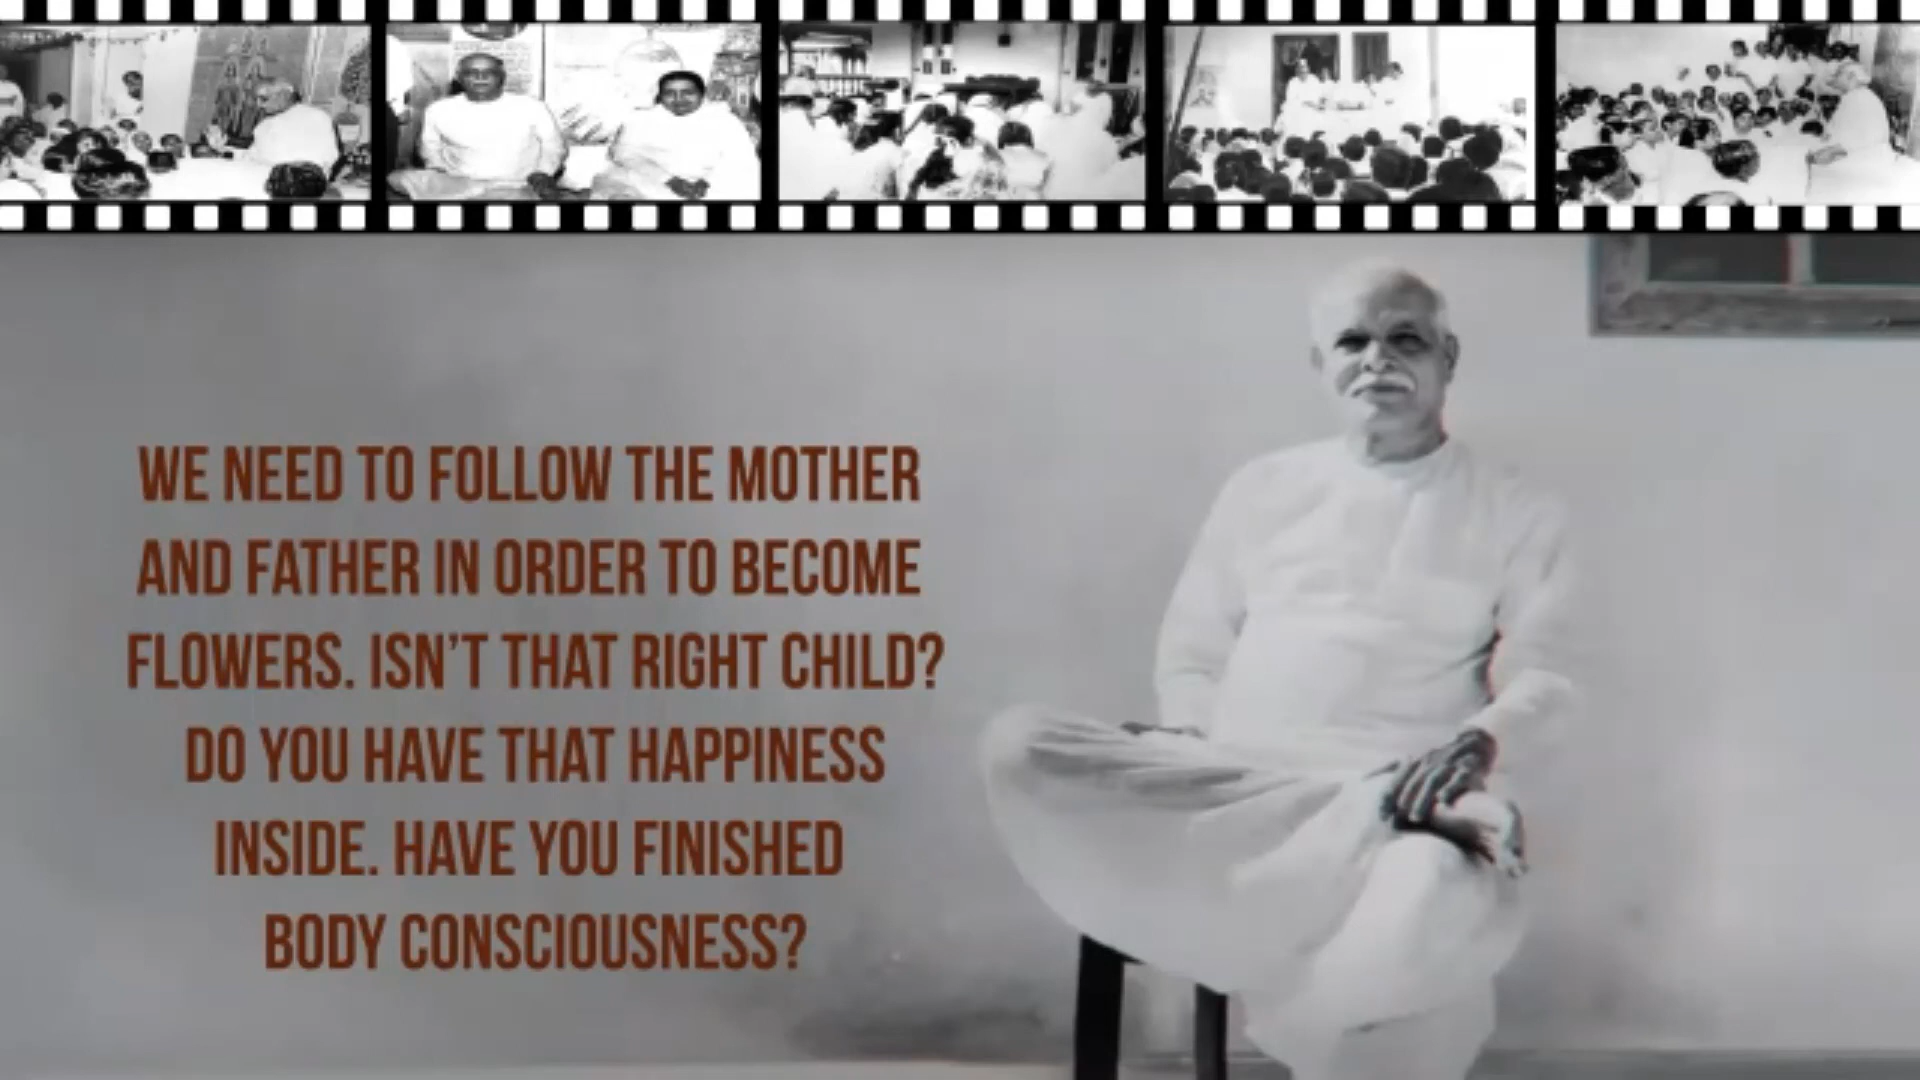 WE NEED TO FOLLOW THE MOTHER
AND FATHER IN ORDER TO BECOME
FLOWERS. ISN'T THAT RIGHT CHILD?
DO YOU HAVE THAT HAPPINESS
INSIDE. HAVE YOU FINISHED
BODY CONSCIOUSNESS?